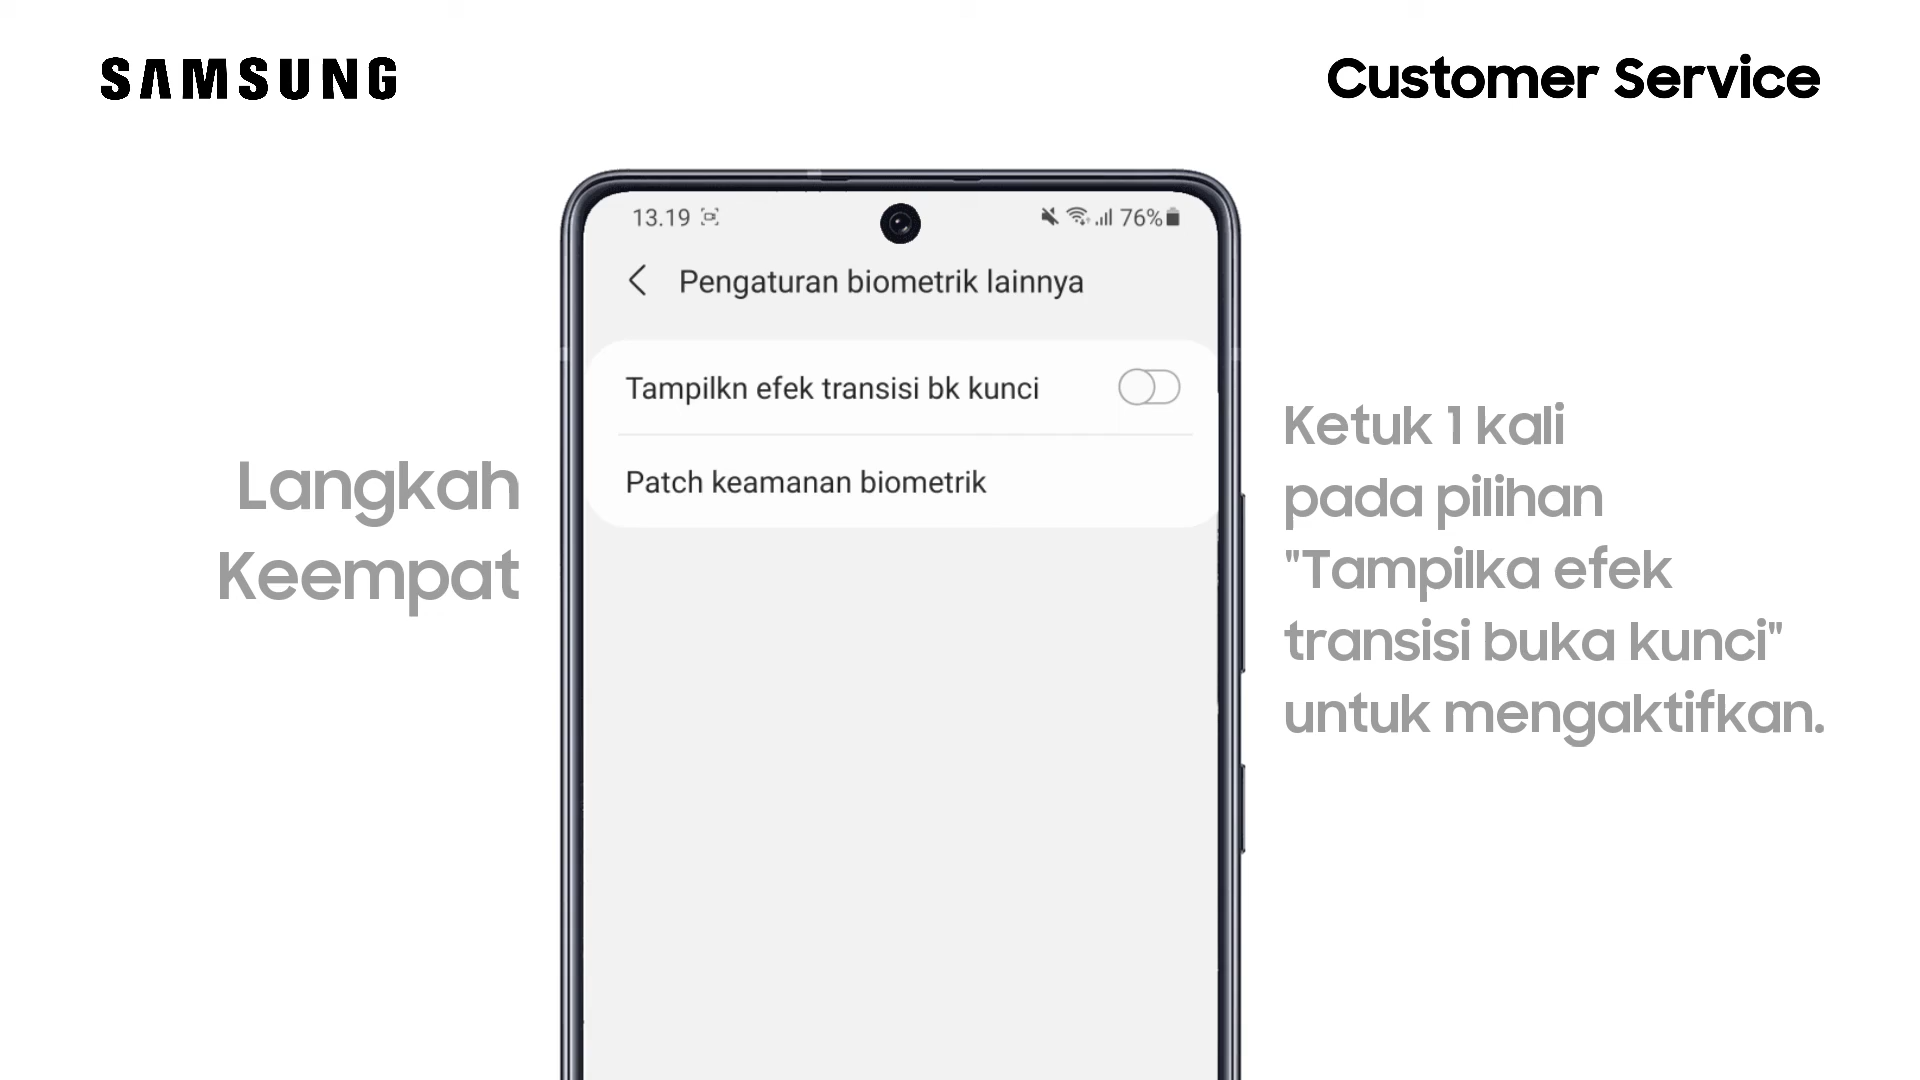 SAMSUNG
Customer Service
13.19
76%
Pengaturan biometrik lainnya
Tampilkn efek transisi bk kunci
Patch keamanan biometrik
Langkah
Keempat
Ketuk 1 kali
pada pilihan
"Tampilka efek
transisi buka kunci"
untuk mengaktifkan.